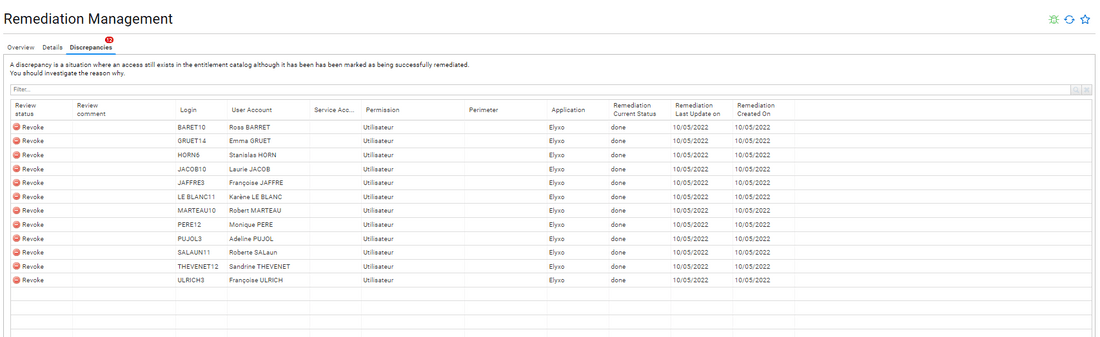 Remediation Management
Overview Details Discrepancies 12
A discrepancy is a situation where an access still exists in the entitlement catalog although it has been has been marked as being successfully remediated.
You should investigate the reason why.
Filter...
Review status Review comment Login User Account Service Acc... Permission Perimeter Application Remediation Current Status Remediation Last Update on Remediation Created On
Revoke BARET10 Ross BARRET Utilisateur Elyxo done 10/05/2022 10/05/2022
Revoke GRUET14 Emma GRUET Utilisateur Elyxo done 10/05/2022 10/05/2022
Revoke HORN6 Stanislas HORN Utilisateur Elyxo done 10/05/2022 10/05/2022
Revoke JACOB10 Laurie JACOB Utilisateur Elyxo done 10/05/2022 10/05/2022
Revoke JAFFRE3 Françoise JAFFRE Utilisateur Elyxo done 10/05/2022 10/05/2022
Revoke LE BLANC11 Karène LE BLANC Utilisateur Elyxo done 10/05/2022 10/05/2022
Revoke MARTEAU10 Robert MARTEAU Utilisateur Elyxo done 10/05/2022 10/05/2022
Revoke PERE12 Monique PERE Utilisateur Elyxo done 10/05/2022 10/05/2022
Revoke PUJOL3 Adeline PUJOL Utilisateur Elyxo done 10/05/2022 10/05/2022
Revoke SALAUN11 Roberte SALaun Utilisateur Elyxo done 10/05/2022 10/05/2022
Revoke THEVENET12 Sandrine THEVENET Utilisateur Elyxo done 10/05/2022 10/05/2022
Revoke ULRICH3 Françoise ULRICH Utilisateur Elyxo done 10/05/2022 10/05/2022